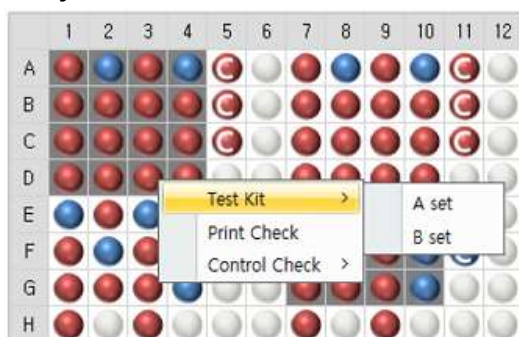 1 2 3 4 5 6 7 8 9 10 11 12
A C C
B C C
C C C
D
E
F C
G
H
Test Kit >
Print Check
Control Check >
A set
B set